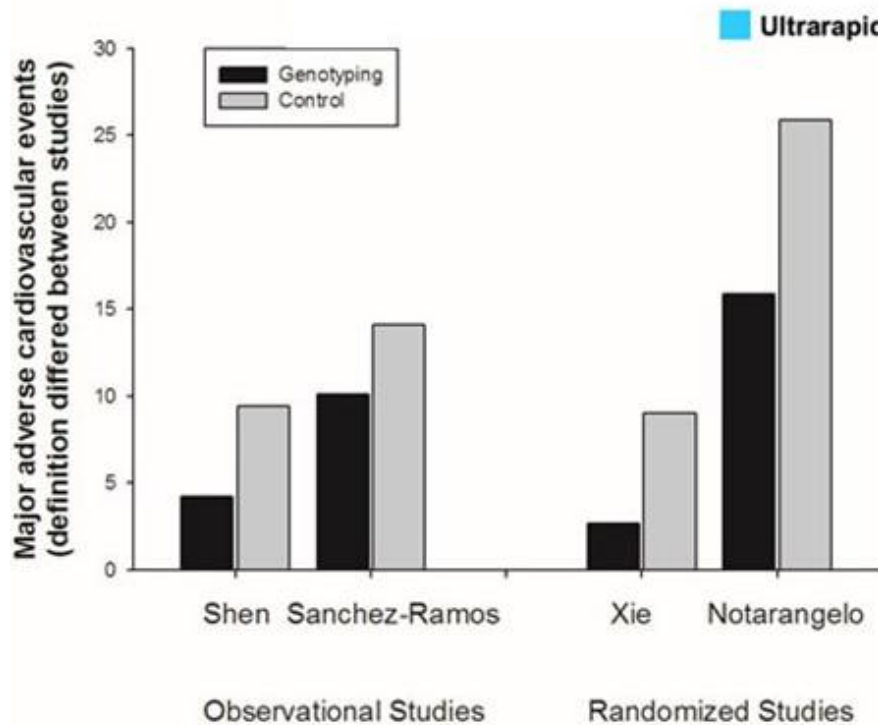 Ultrarapid
Major adverse cardiovascular events
(definition differed between studies)
30
25
20
15
10
5
0
Genotyping
Control
Shen Sanchez-Ramos Xie Notarangelo
Observational Studies Randomized Studies